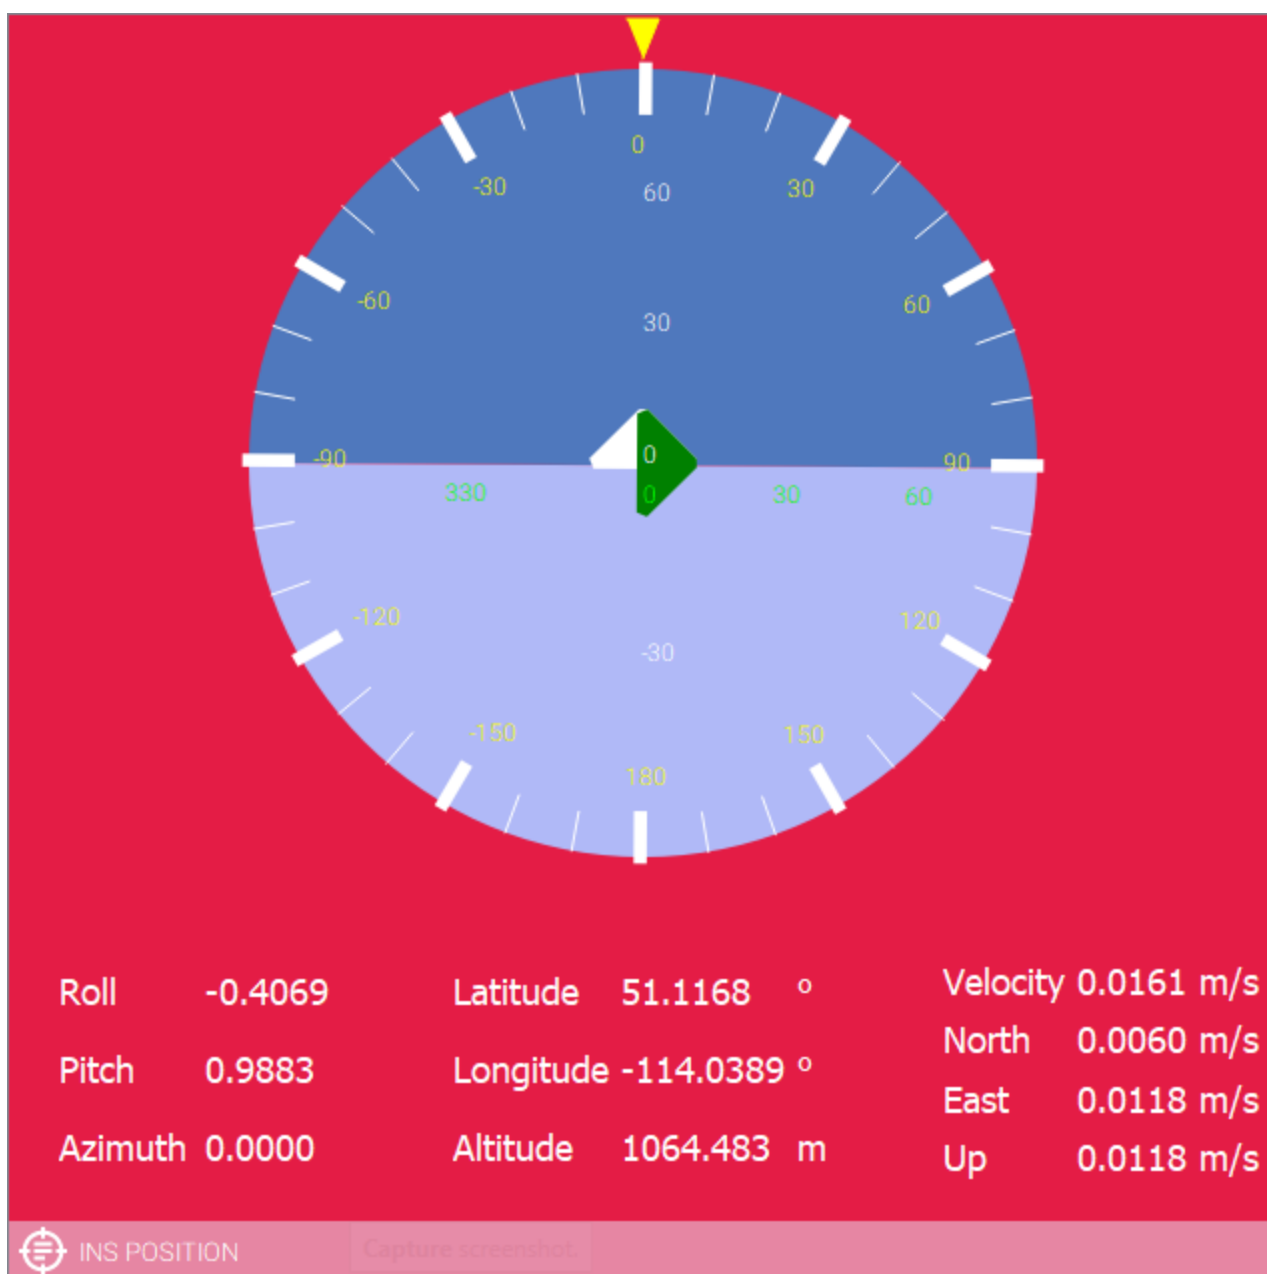 0
-30 60 30
-60 30 60
0
-90 90
330 0 30 60
-120 120
-30
-150 150
180
Roll -0.4069 Latitude 51.1168 º Velocity 0.0161 m/s
North 0.0060 m/s
Pitch 0.9883 Longitude -114.0389 º
East 0.0118 m/s
Azimuth 0.0000 Altitude 1064.483 m
Up 0.0118 m/s
INS POSITION Capture screenshot.